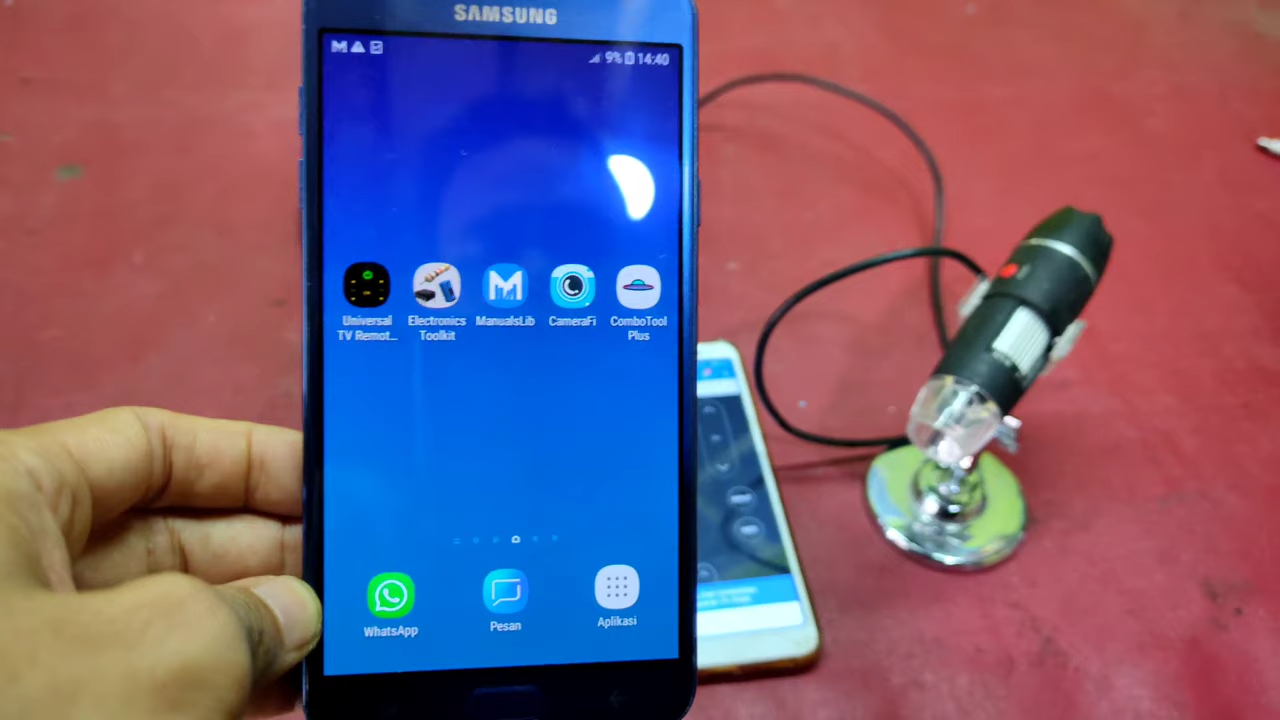 SAMSUNG
9% 14:40
Universal
TV Remot...
Electronics
Toolkit
ManualsLib
CameraFi
ComboTool
Plus
WhatsApp
Pesan
Aplikasi